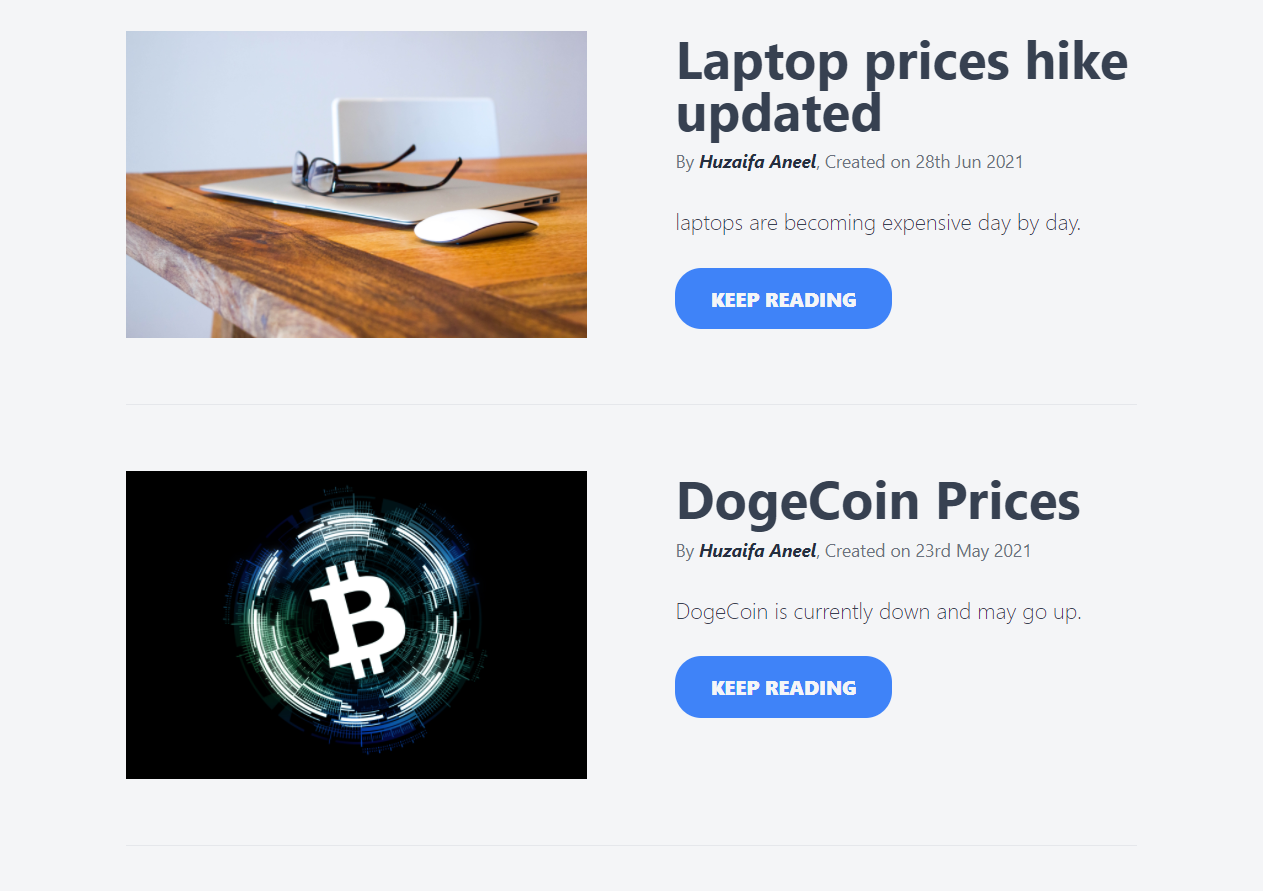 Laptop prices hike
updated
By Huzaifa Aneel, Created on 28th Jun 2021
laptops are becoming expensive day by day.
KEEP READING
DogeCoin Prices
By Huzaifa Aneel, Created on 23rd May 2021
DogeCoin is currently down and may go up.
KEEP READING